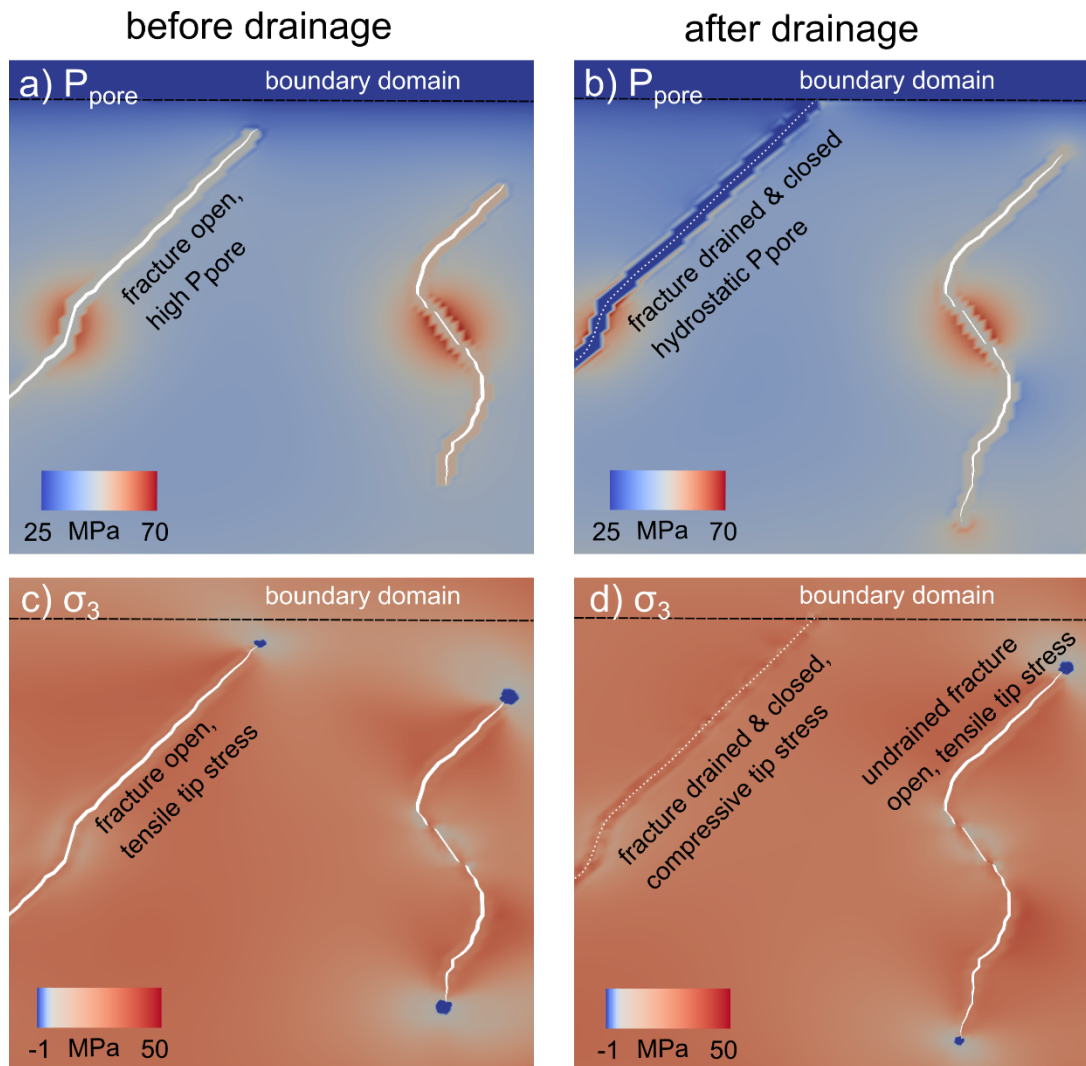 before drainage
after drainage
a) Ppore
boundary domain
fracture open,
high Ppore
25 MPa 70
b) Ppore
boundary domain
fracture drained & closed
hydrostatic Ppore
25 MPa 70
c) σ3
boundary domain
fracture open,
tensile tip stress
-1 MPa 50
d) σ3
boundary domain
fracture drained & closed,
compressive tip stress
undrained fracture
open, tensile tip stress
-1 MPa 50